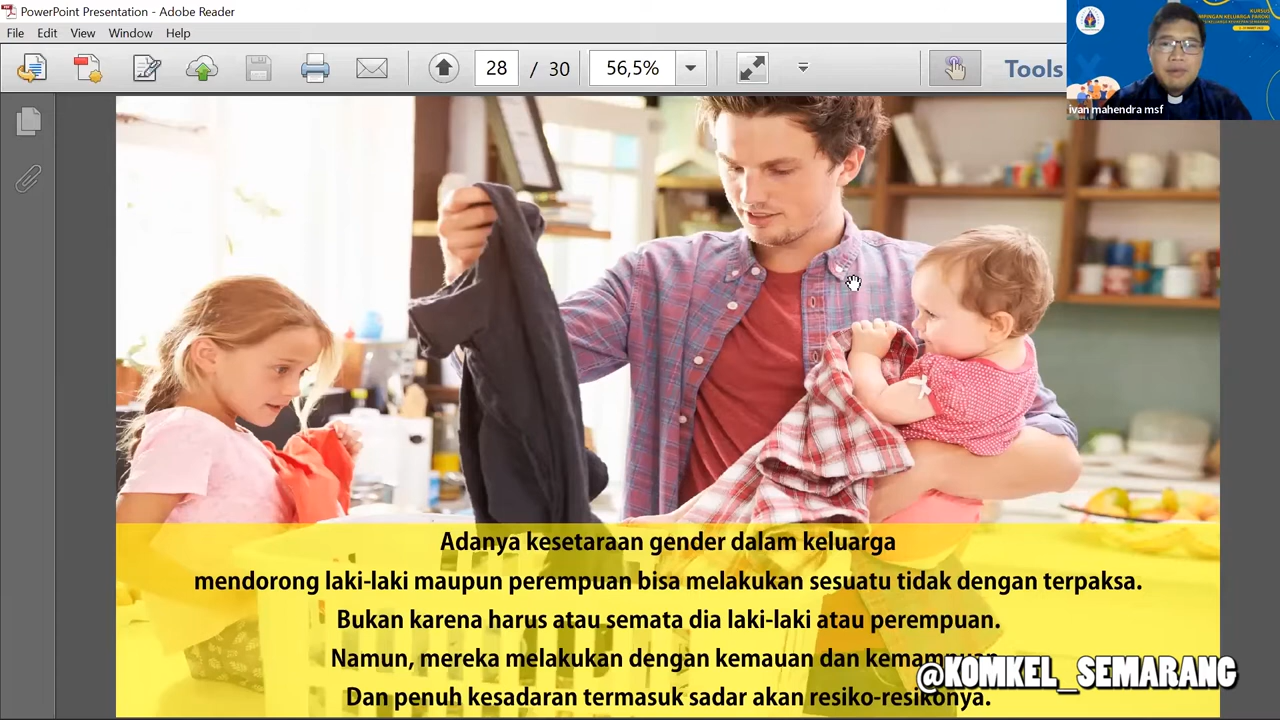 PowerPoint Presentation - Adobe Reader
File Edit View Window Help
28 / 30 56,5% Tools
KURSUS
ivan mahendra msf
Adanya kesetaraan gender dalam keluarga
mendorong laki-laki maupun perempuan bisa melakukan sesuatu tidak dengan terpaksa.
Bukan karena harus atau semata dia laki-laki atau perempuan.
Namun, mereka melakukan dengan kemauan dan kemampuan.
@KOMKEL_SEMARANG
Dan penuh kesadaran termasuk sadar akan resiko-resikonya.